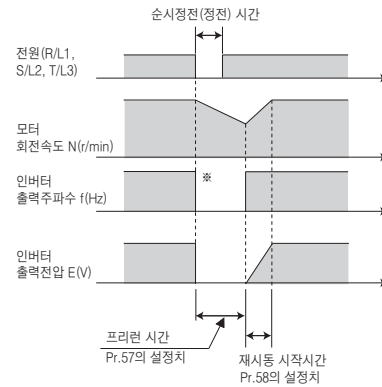 순시정전(정전) 시간
전원(R/L1,
S/L2, T/L3)
모터
회전속도 N(r/min)
인버터
출력주파수 f(Hz)
※
인버터
출력전압 E(V)
프리런 시간
Pr.57의 설정치
재시동 시작시간
Pr.58의 설정치